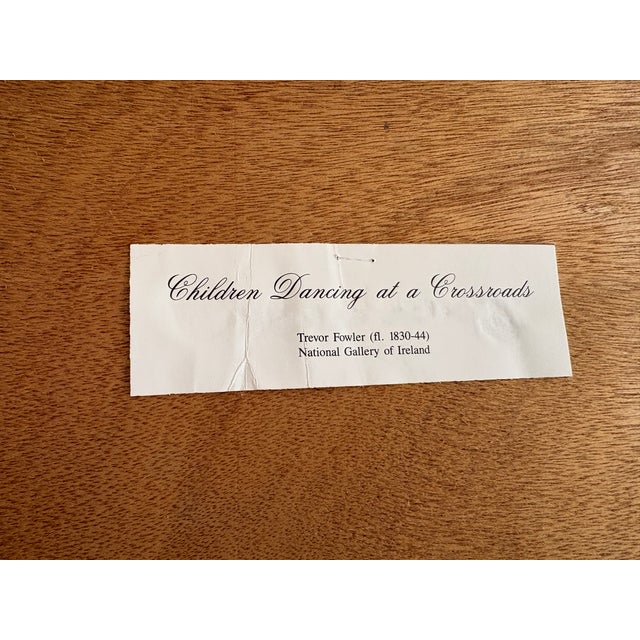 Children Dancing at a Crossroads
Trevor Fowler (fl. 1830-44)
National Gallery of Ireland